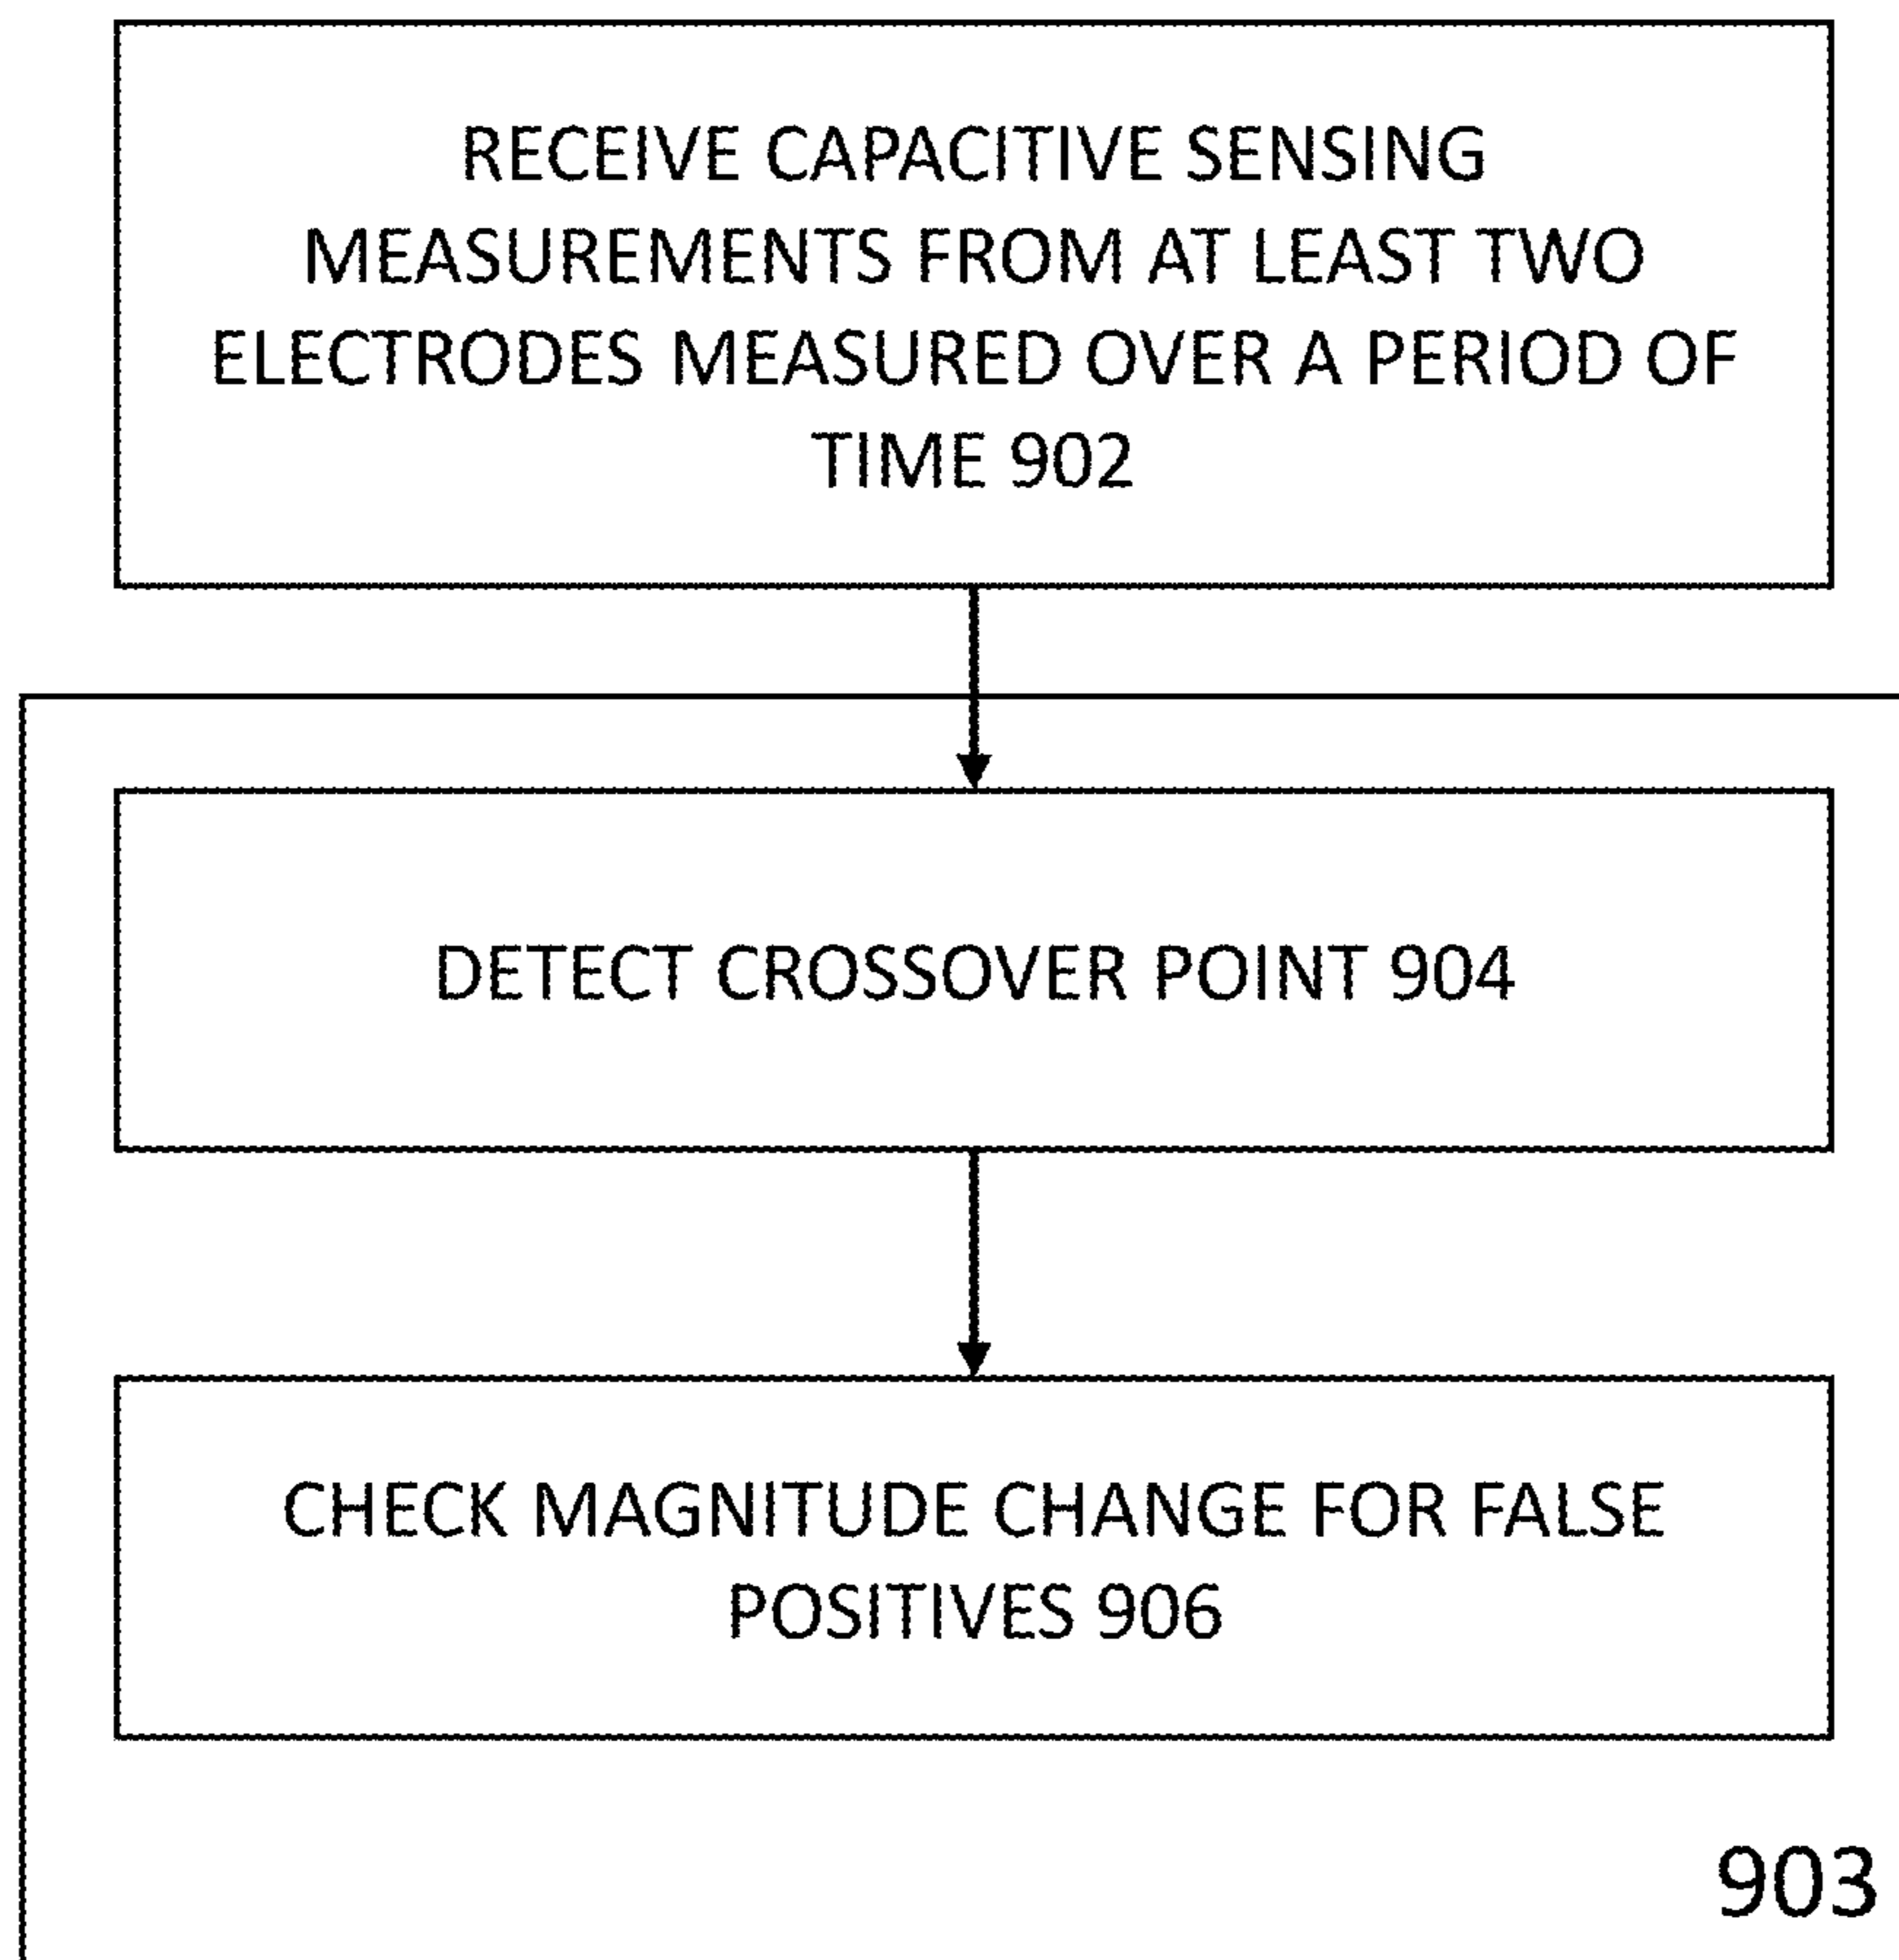 RECEIVE CAPACITIVE SENSING
MEASUREMENTS FROM AT LEAST TWO
ELECTRODES MEASURED OVER A PERIOD OF
TIME 902
DETECT CROSSOVER POINT 904
CHECK MAGNITUDE CHANGE FOR FALSE
POSITIVES 906
903